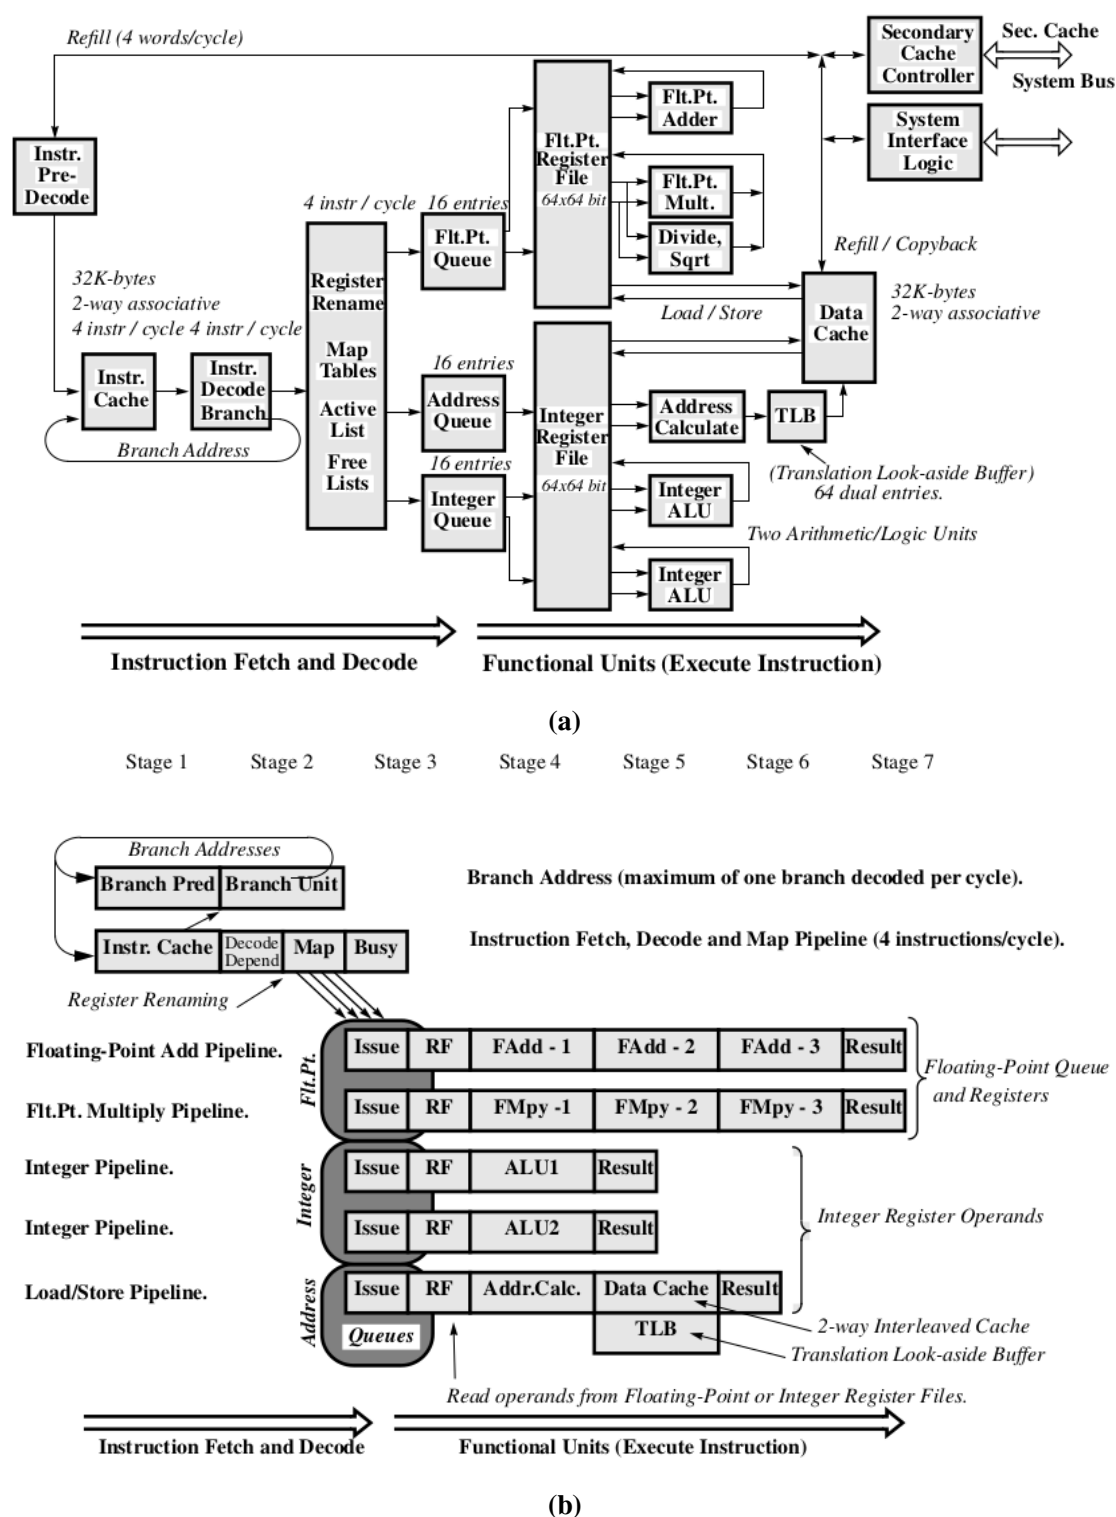 Refill (4 words/cycle)
Secondary
Cache
Controller
Sec. Cache
System Bus
System
Interface
Logic
Instr.
Pre-
Decode
Flt.Pt.
Adder
Flt.Pt.
Register
File
64x64 bit
Flt.Pt.
Mult.
Divide,
Sqrt
4 instr / cycle
16 entries
Flt.Pt.
Queue
Refill / Copyback
32K-bytes
2-way associative
4 instr / cycle
4 instr / cycle
Register
Rename
Map
Tables
Active
List
Free
Lists
Load / Store
Data
Cache
32K-bytes
2-way associative
Instr.
Cache
Instr.
Decode
Branch
Branch Address
16 entries
Address
Queue
16 entries
Integer
Queue
Integer
Register
File
64x64 bit
Address
Calculate
TLB
(Translation Look-aside Buffer)
64 dual entries.
Integer
ALU
Two Arithmetic/Logic Units
Integer
ALU
Instruction Fetch and Decode
Functional Units (Execute Instruction)
(a)
Stage 1
Stage 2
Stage 3
Stage 4
Stage 5
Stage 6
Stage 7
Branch Addresses
Branch Pred
Branch Unit
Branch Address (maximum of one branch decoded per cycle).
Instr. Cache
Decode
Depend
Map
Busy
Instruction Fetch, Decode and Map Pipeline (4 instructions/cycle).
Register Renaming
Floating-Point Add Pipeline.
Flt.Pt.
Issue
RF
FAdd - 1
FAdd - 2
FAdd - 3
Result
Floating-Point Queue
and Registers
Flt.Pt. Multiply Pipeline.
Issue
RF
FMpy -1
FMpy - 2
FMpy - 3
Result
Integer Pipeline.
Integer
Issue
RF
ALU1
Result
Integer Pipeline.
Issue
RF
ALU2
Result
Integer Register Operands
Load/Store Pipeline.
Address
Issue
RF
Addr.Calc.
Data Cache
Result
Queues
TLB
2-way Interleaved Cache
Translation Look-aside Buffer
Read operands from Floating-Point or Integer Register Files.
Instruction Fetch and Decode
Functional Units (Execute Instruction)
(b)